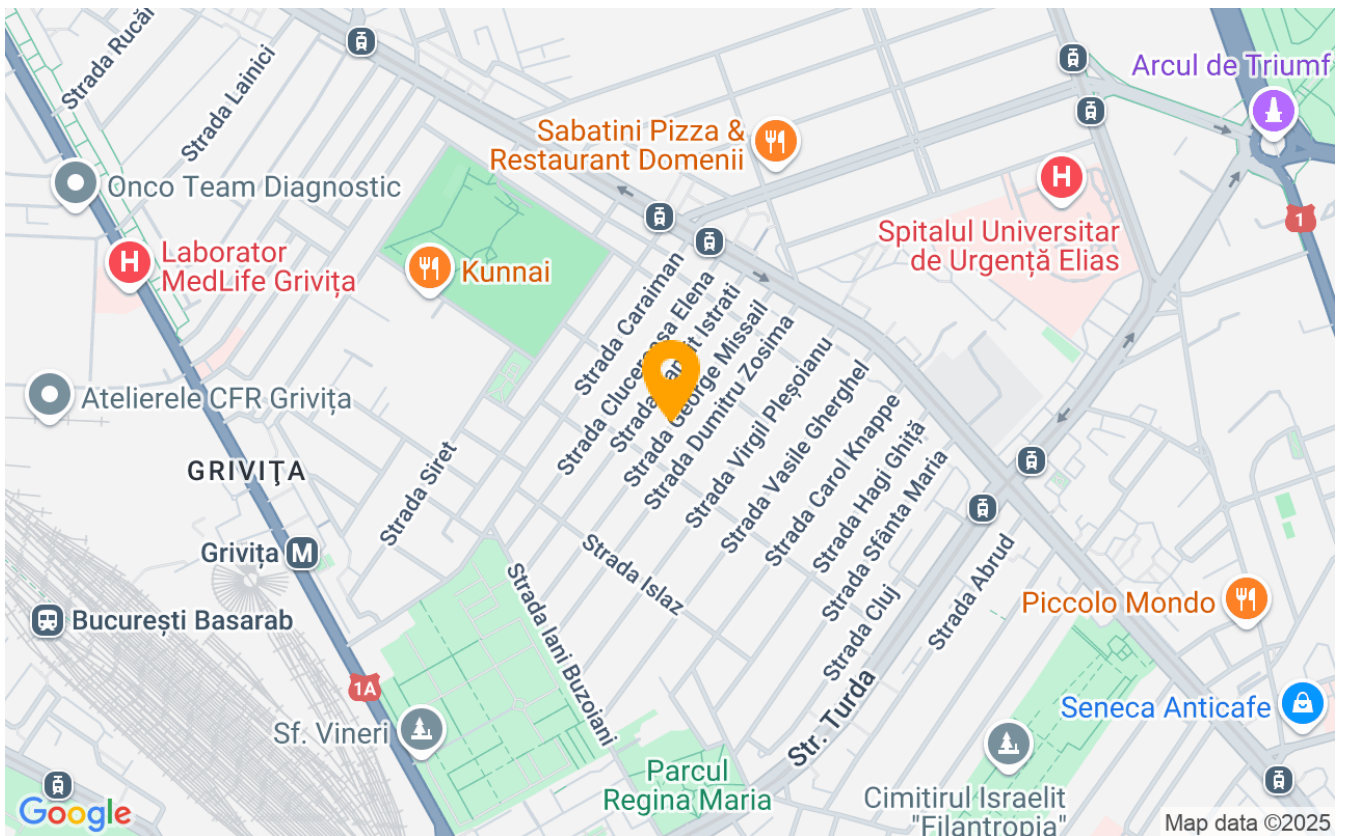 Strada Rucăr
Strada Lainici
Arcul de Triumf
Sabatini Pizza &
Restaurant Domenii
Onco Team Diagnostic
H
H
Spitalul Universitar
de Urgență Elias
1
Laborator
MedLife Grivița
Kunnai
Strada Caraiman
Strada Clucereasa Elena
Istrati
Strada George Missail
Strada Dumitru Zosima
Strada Virgil Pleșoianu
Strada Vasile Gherghel
Strada Carol Knappe
Strada Hagi Ghiță
Strada Sfânta Maria
Atelierele CFR Grivița
GRIVIŢA
Strada Siret
Grivița
M
Strada Islaz
Strada Cluj
Strada Abrud
București Basarab
Piccolo Mondo
Strada Iani Buzoiani
1A
Sf. Vineri
Str. Turda
Seneca Anticafe
Parcul
Regina Maria
Cimitirul Israelit
"Filantropia"
Google
Map data ©2025